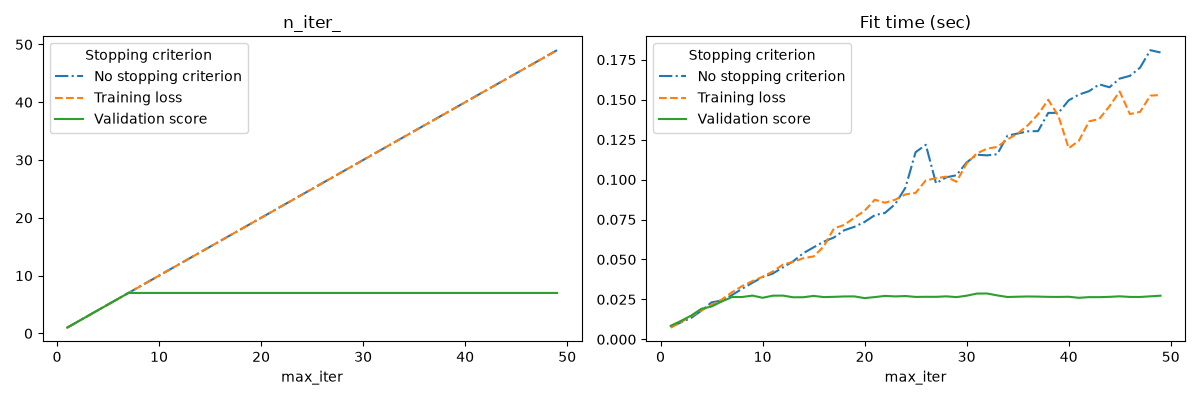 n_iter_
50
40
30
20
10
0
Stopping criterion
No stopping criterion
Training loss
Validation score
0 10 20 30 40 50
max_iter
Fit time (sec)
0.175
0.150
0.125
0.100
0.075
0.050
0.025
0.000
Stopping criterion
No stopping criterion
Training loss
Validation score
0 10 20 30 40 50
max_iter